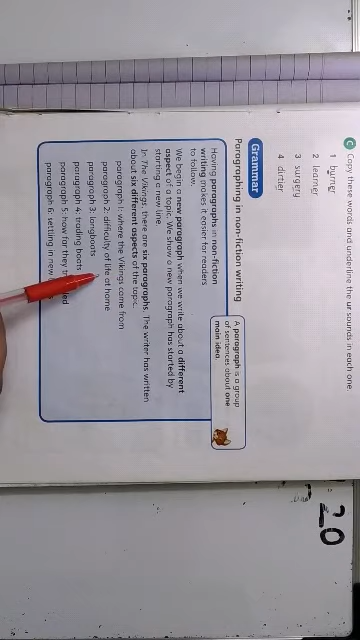 C Copy these words and underline the ur sounds in each one.
1 burner
2 learner
3 surgery
4 dirtier
Grammar
Paragraphing in non-fiction writing
A paragraph is a group
of sentences about one
main idea.
Having paragraphs in non-fiction
writing makes it easier for readers
to follow.
We begin a new paragraph when we write about a different
aspect of a topic. We show a new paragraph has started by
starting a new line.
In The Vikings, there are six paragraphs. The writer has written
about six different aspects of the topic.
paragraph 1: where the Vikings came from
paragraph 2: difficulty of life at home
paragraph 3: longboats
paragraph 4: trading boats
paragraph 5: how far they
paragraph 6: settling in new
20